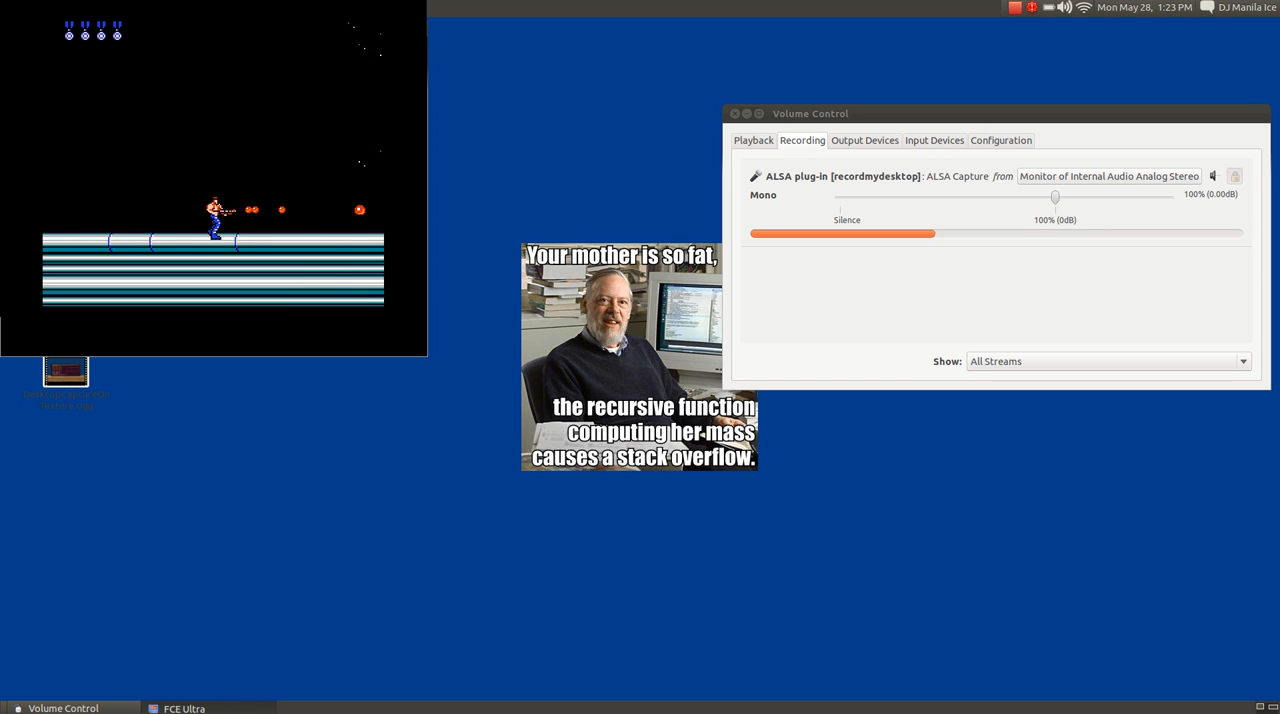 Mon May 28, 1:23 PM DJ Manila Ice
Volume Control
Playback Recording Output Devices Input Devices Configuration
ALSA plug-in [recordmydesktop]: ALSA Capture from Monitor of Internal Audio Analog Stereo
Mono 100% (0.00dB)
Silence 100% (0dB)
Show: All Streams
Your mother is so fat,
the recursive function
computing her mass
causes a stack overflow.
Volume Control FCE Ultra